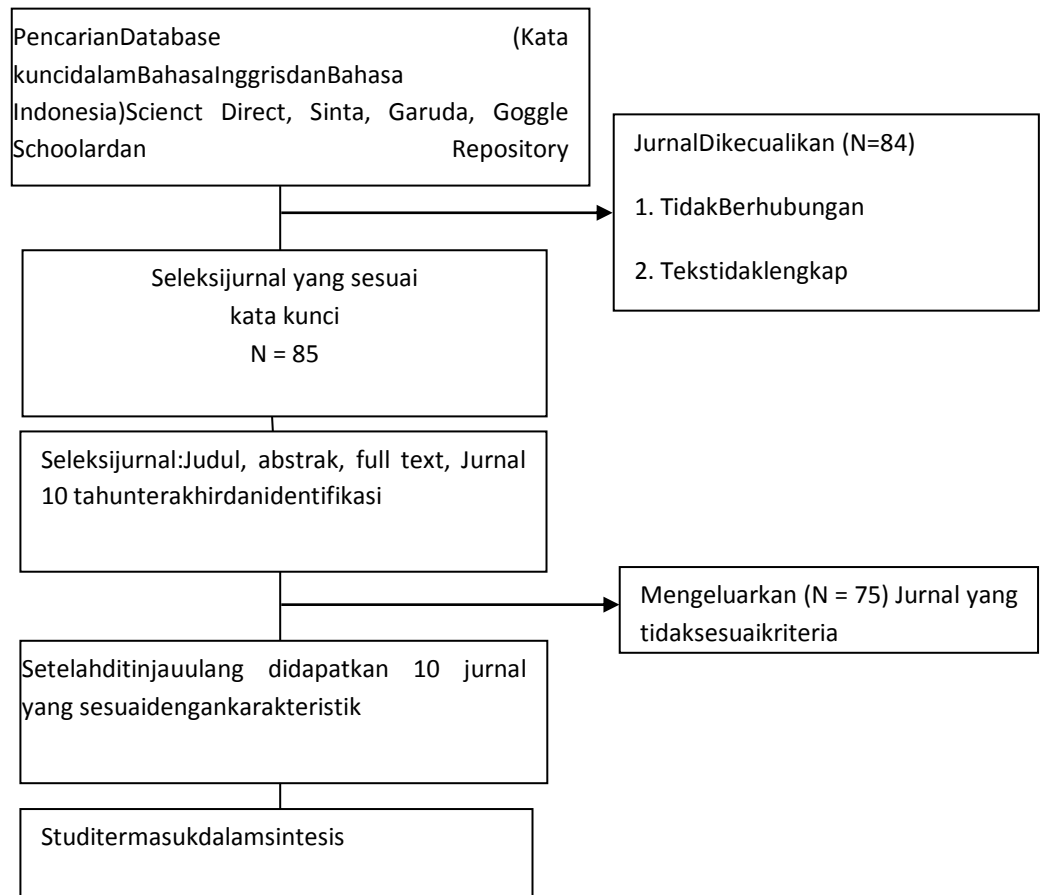 PencarianDatabase (Kata
kuncidalamBahasaInggrisdanBahasa
Indonesia)Scienct Direct, Sinta, Garuda, Goggle
Schoolardan Repository
JurnalDikecualikan (N=84)
1. TidakBerhubungan
2. Tekstidaklengkap
Seleksijurnal yang sesuai
kata kunci
N = 85
Seleksijurnal:Judul, abstrak, full text, Jurnal
10 tahunterakhirdanidentifikasi
Mengeluarkan (N = 75) Jurnal yang
tidaksesuaikriteria
Setelahditinjauulang didapatkan 10 jurnal
yang sesuaidengankarakteristik
Studitermasukdalamsintesis